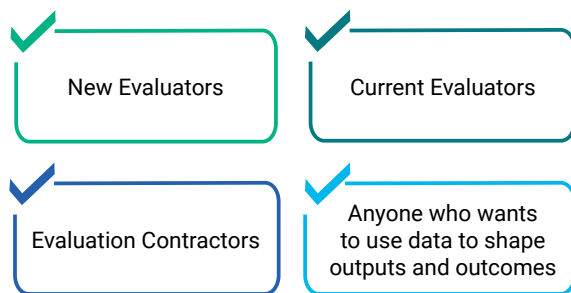 New Evaluators
Current Evaluators
Evaluation Contractors
Anyone who wants
to use data to shape
outputs and outcomes